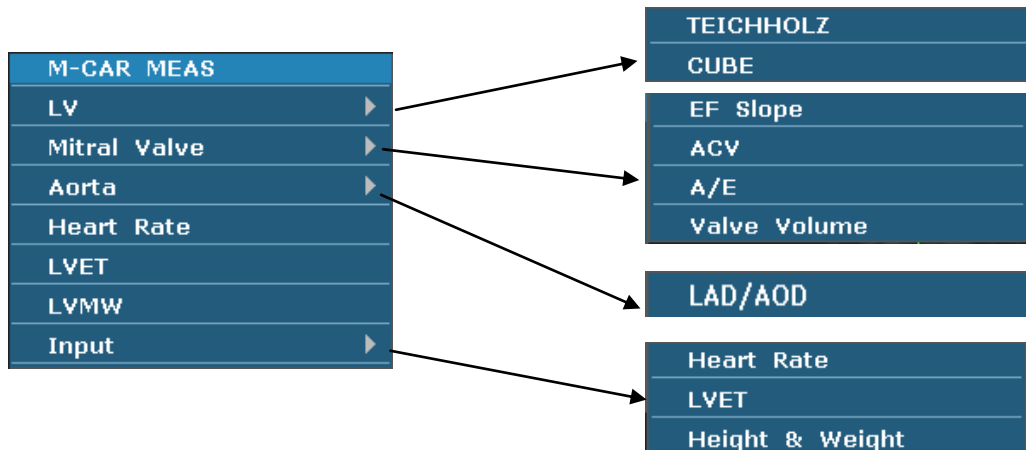 M-CAR MEAS
LV
Mitral Valve
Aorta
Heart Rate
LVET
LVMW
Input
TEICHHOLZ
CUBE
EF Slope
ACV
A/E
Valve Volume
LAD/AOD
Heart Rate
LVET
Height & Weight